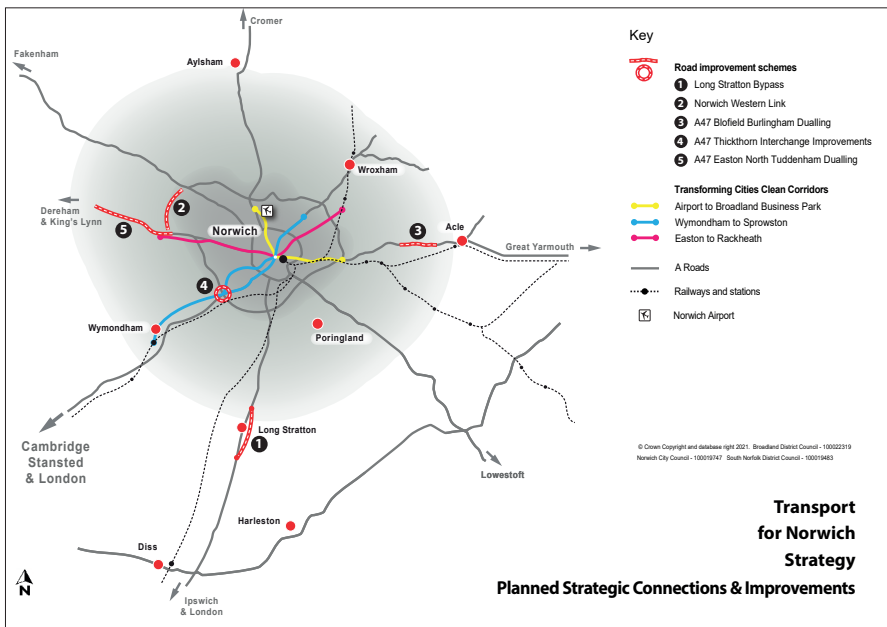 Cromer
Fakenham
Aylsham
Wroxham
Dereham
& King's Lynn
2
5
Norwich
3
Acle
Great Yarmouth
4
Wymondham
Poringland
Cambridge
Stansted
& London
Long Stratton
1
Lowestoft
Harleston
Diss
Ipswich
& London
N
Key
Road improvement schemes
1 Long Stratton Bypass
2 Norwich Western Link
3 A47 Blofield Burlingham Dualling
4 A47 Thickthorn Interchange Improvements
5 A47 Easton North Tuddenham Dualling
Transforming Cities Clean Corridors
Airport to Broadland Business Park
Wymondham to Sprowston
Easton to Rackheath
A Roads
Railways and stations
Norwich Airport
© Crown Copyright and database right 2021. Broadland District Council - 100022319
Norwich City Council - 100019747 South Norfolk District Council - 100019483
Transport
for Norwich
Strategy
Planned Strategic Connections & Improvements